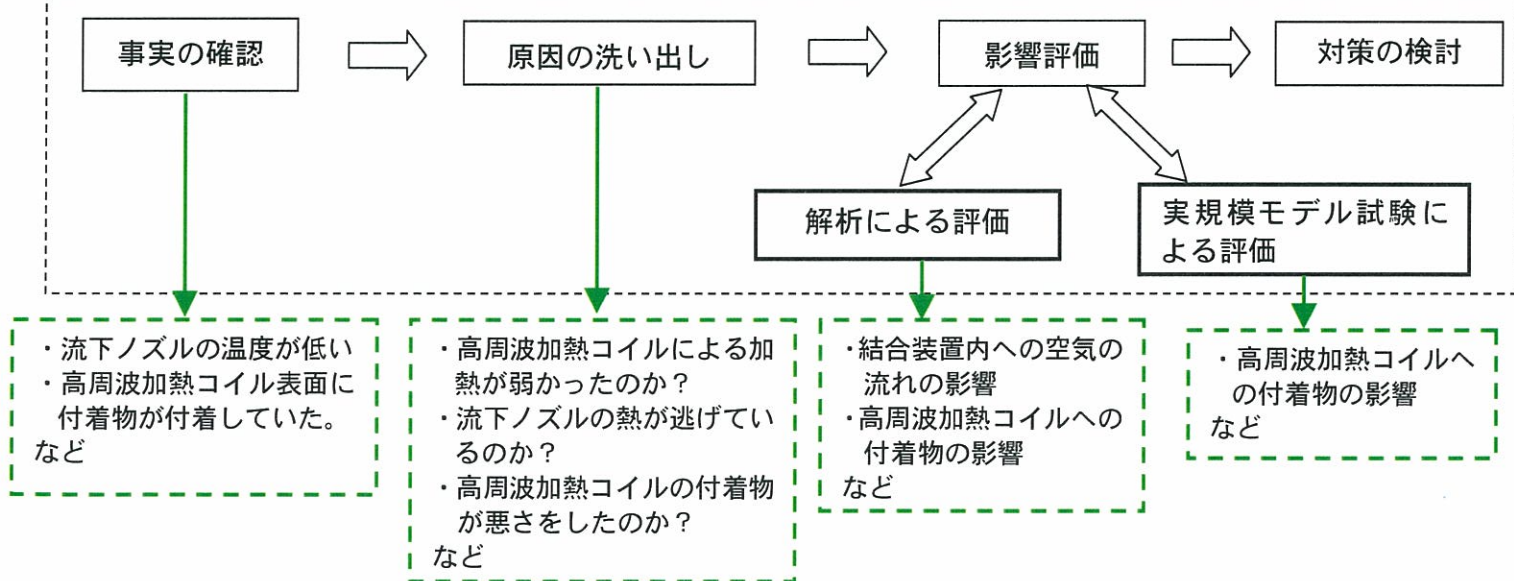 事実の確認
原因の洗い出し
影響評価
対策の検討
解析による評価
実規模モデル試験に
よる評価
・流下ノズルの温度が低い
・高周波加熱コイル表面に
付着物が付着していた。
など
・高周波加熱コイルによる加
熱が弱かったのか？
・流下ノズルの熱が逃げてい
るのか？
・高周波加熱コイルの付着物
が悪さをしたのか？
など
・結合装置内への空気の
流れの影響
・高周波加熱コイルへの
付着物の影響
など
・高周波加熱コイルへ
の付着物の影響
など